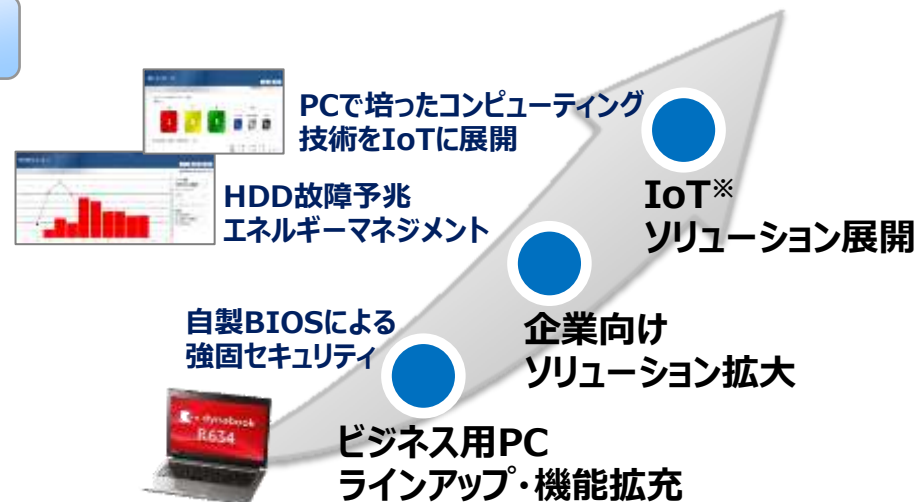 PCで培ったコンピューティング
技術をIoTに展開
HDD故障予兆
エネルギーマネジメント
IoT※
ソリューション展開
自製BIOSによる
強固セキュリティ
企業向け
ソリューション拡大
dynabook
R634
ビジネス用PC
ラインアップ・機能拡充